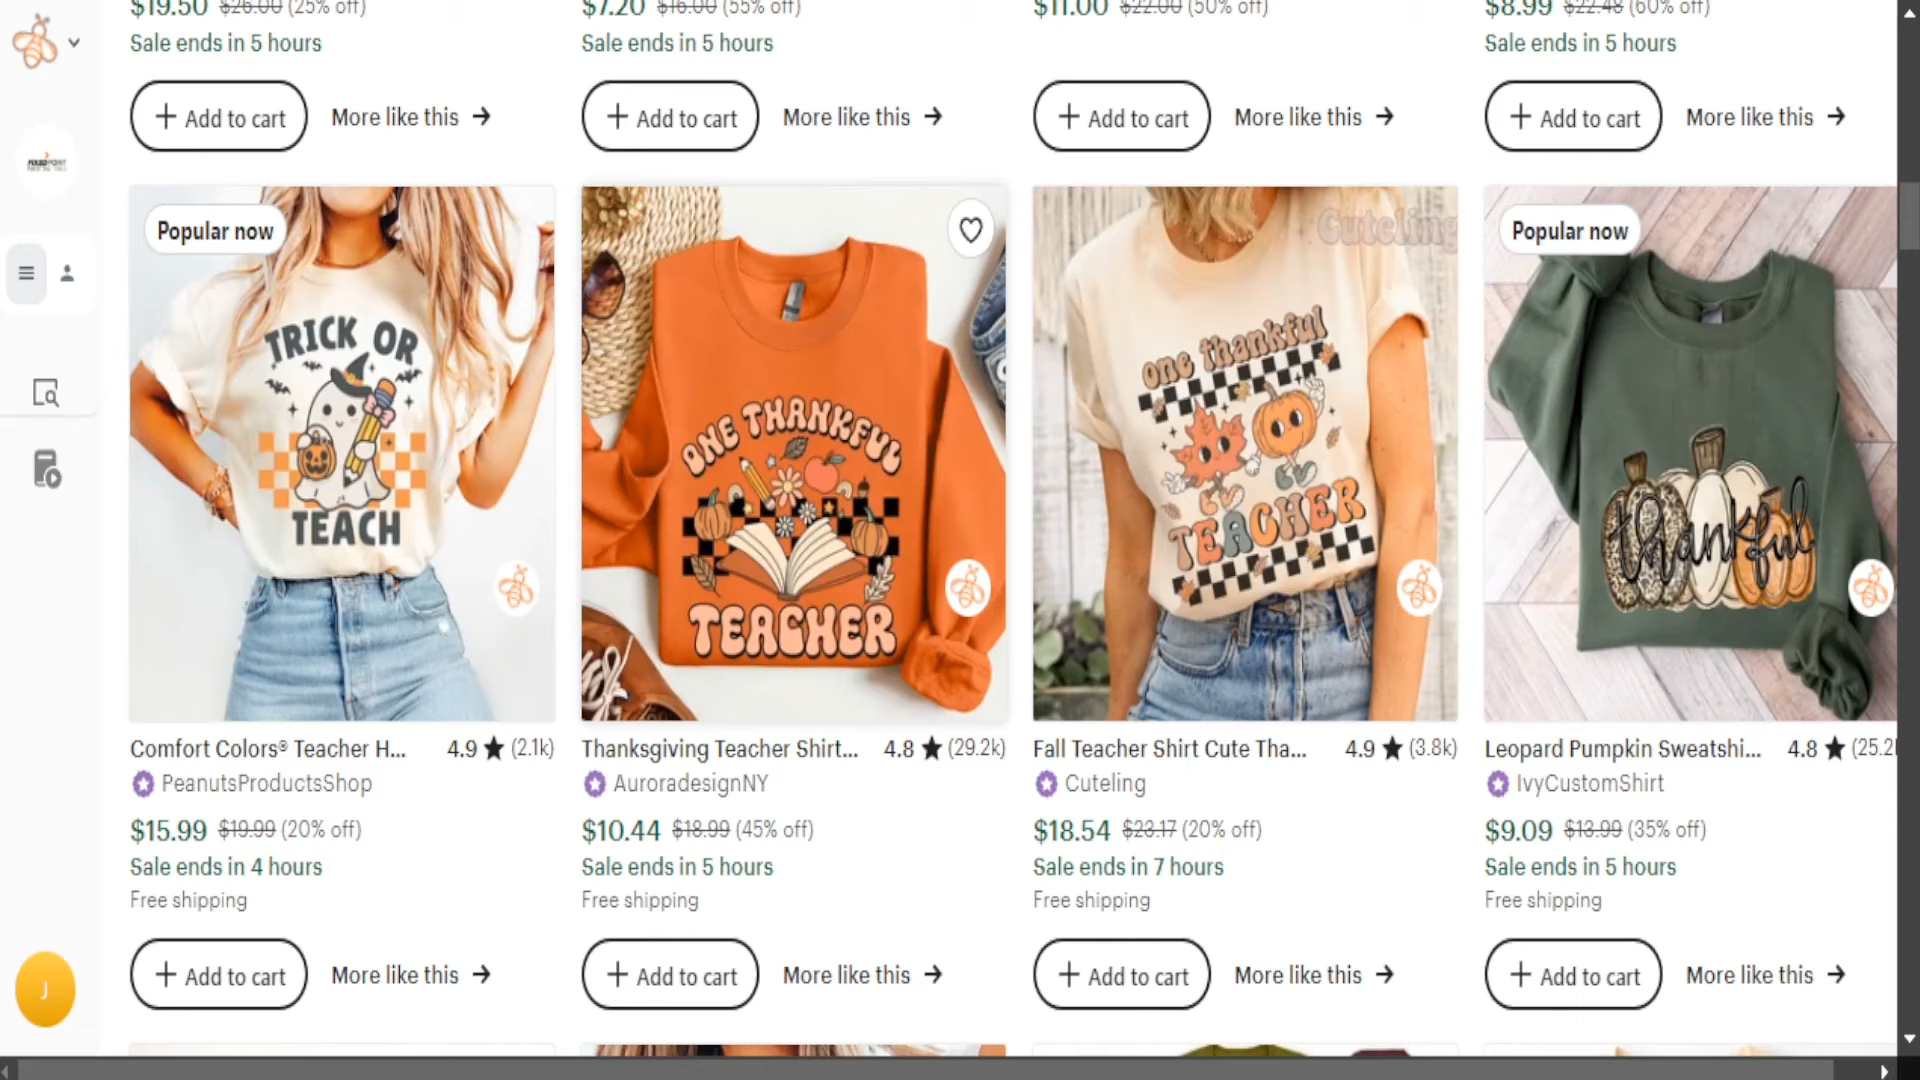 $19.50 $26.00 (25% off)
Sale ends in 5 hours
+ Add to cart
More like this →
$7.20 $16.00 (55% off)
Sale ends in 5 hours
+ Add to cart
More like this →
$11.00 $22.00 (50% off)
+ Add to cart
More like this →
$8.99 $22.48 (60% off)
Sale ends in 5 hours
+ Add to cart
More like this →
Popular now
TRICK OR
TEACH
Comfort Colors® Teacher H... 4.9 ★ (2.1k)
PeanutsProductsShop
$15.99 $19.99 (20% off)
Sale ends in 4 hours
Free shipping
+ Add to cart
More like this →
ONE THANKFUL
TEACHER
Thanksgiving Teacher Shirt... 4.8 ★ (29.2k)
AuroradesignNY
$10.44 $18.99 (45% off)
Sale ends in 5 hours
Free shipping
+ Add to cart
More like this →
Cuteling
one thankful
TEACHER
Fall Teacher Shirt Cute Tha... 4.9 ★ (3.8k)
Cuteling
$18.54 $23.17 (20% off)
Sale ends in 7 hours
Free shipping
+ Add to cart
More like this →
Popular now
thankful
Leopard Pumpkin Sweatshi... 4.8 ★ (25.2
IvyCustomShirt
$9.09 $13.99 (35% off)
Sale ends in 5 hours
Free shipping
+ Add to cart
More like this →
J